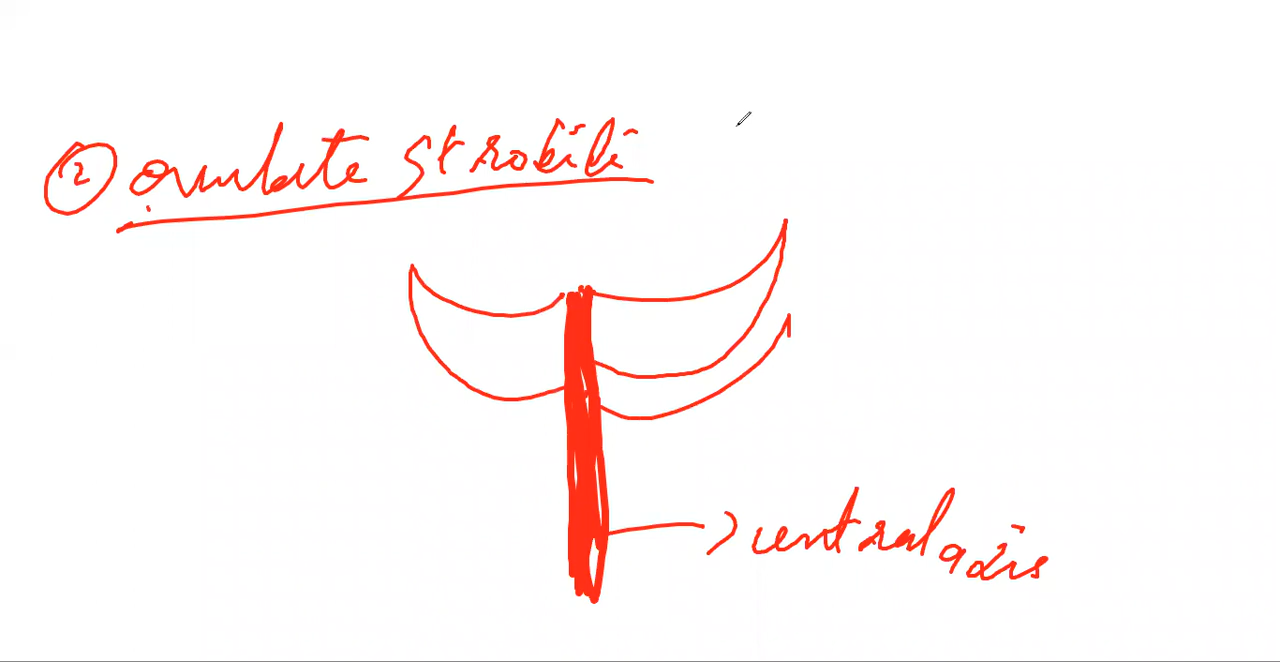 ② ovulate strobili
central axis